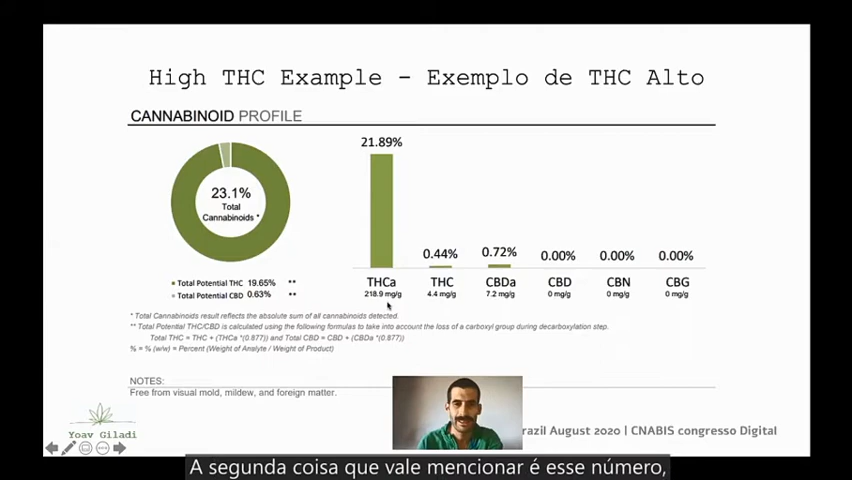 High THC Example - Exemplo de THC Alto
CANNABINOID PROFILE
23.1%
Total
Cannabinoids *
Total Potential THC 19.65% **
Total Potential CBD 0.63% **
21.89% 0.44% 0.72% 0.00% 0.00% 0.00%
THCa THC CBDa CBD CBN CBG
218.9 mg/g 4.4 mg/g 7.2 mg/g 0 mg/g 0 mg/g 0 mg/g
* Total Cannabinoids result reflects the absolute sum of all cannabinoids detected.
** Total Potential THC/CBD is calculated using the following formulas to take into account the loss of a carboxyl group during decarboxylation step.
Total THC = THC + (THCa *(0.877)) and Total CBD = CBD + (CBDa *(0.877))
% = % (w/w) = Percent (Weight of Analyte / Weight of Product)
NOTES:
Free from visual mold, mildew, and foreign matter.
Yoav Giladi
razil August 2020 | CNABIS congresso Digital
A segunda coisa que vale mencionar é esse número,